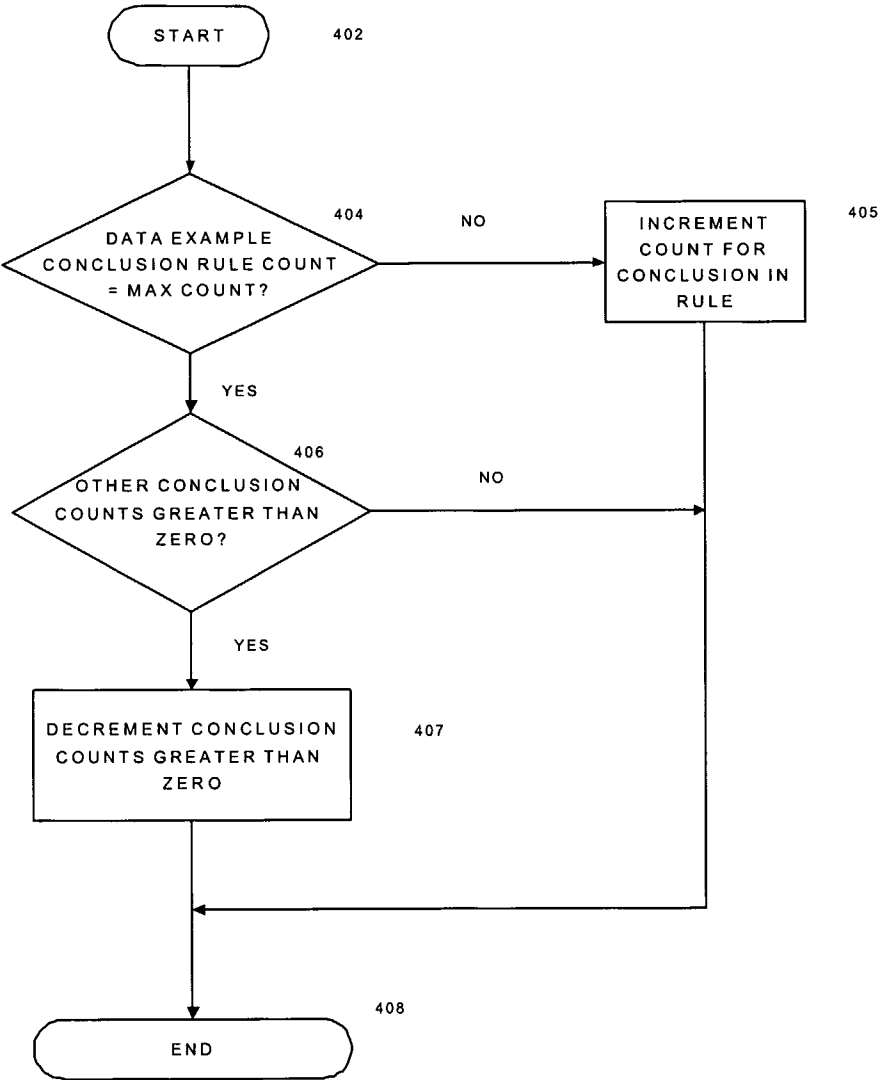 START
402
404
DATA EXAMPLE
CONCLUSION RULE COUNT
= MAX COUNT?
NO
INCREMENT
COUNT FOR
CONCLUSION IN
RULE
405
YES
406
OTHER CONCLUSION
COUNTS GREATER THAN
ZERO?
NO
YES
DECREMENT CONCLUSION
COUNTS GREATER THAN
ZERO
407
408
END